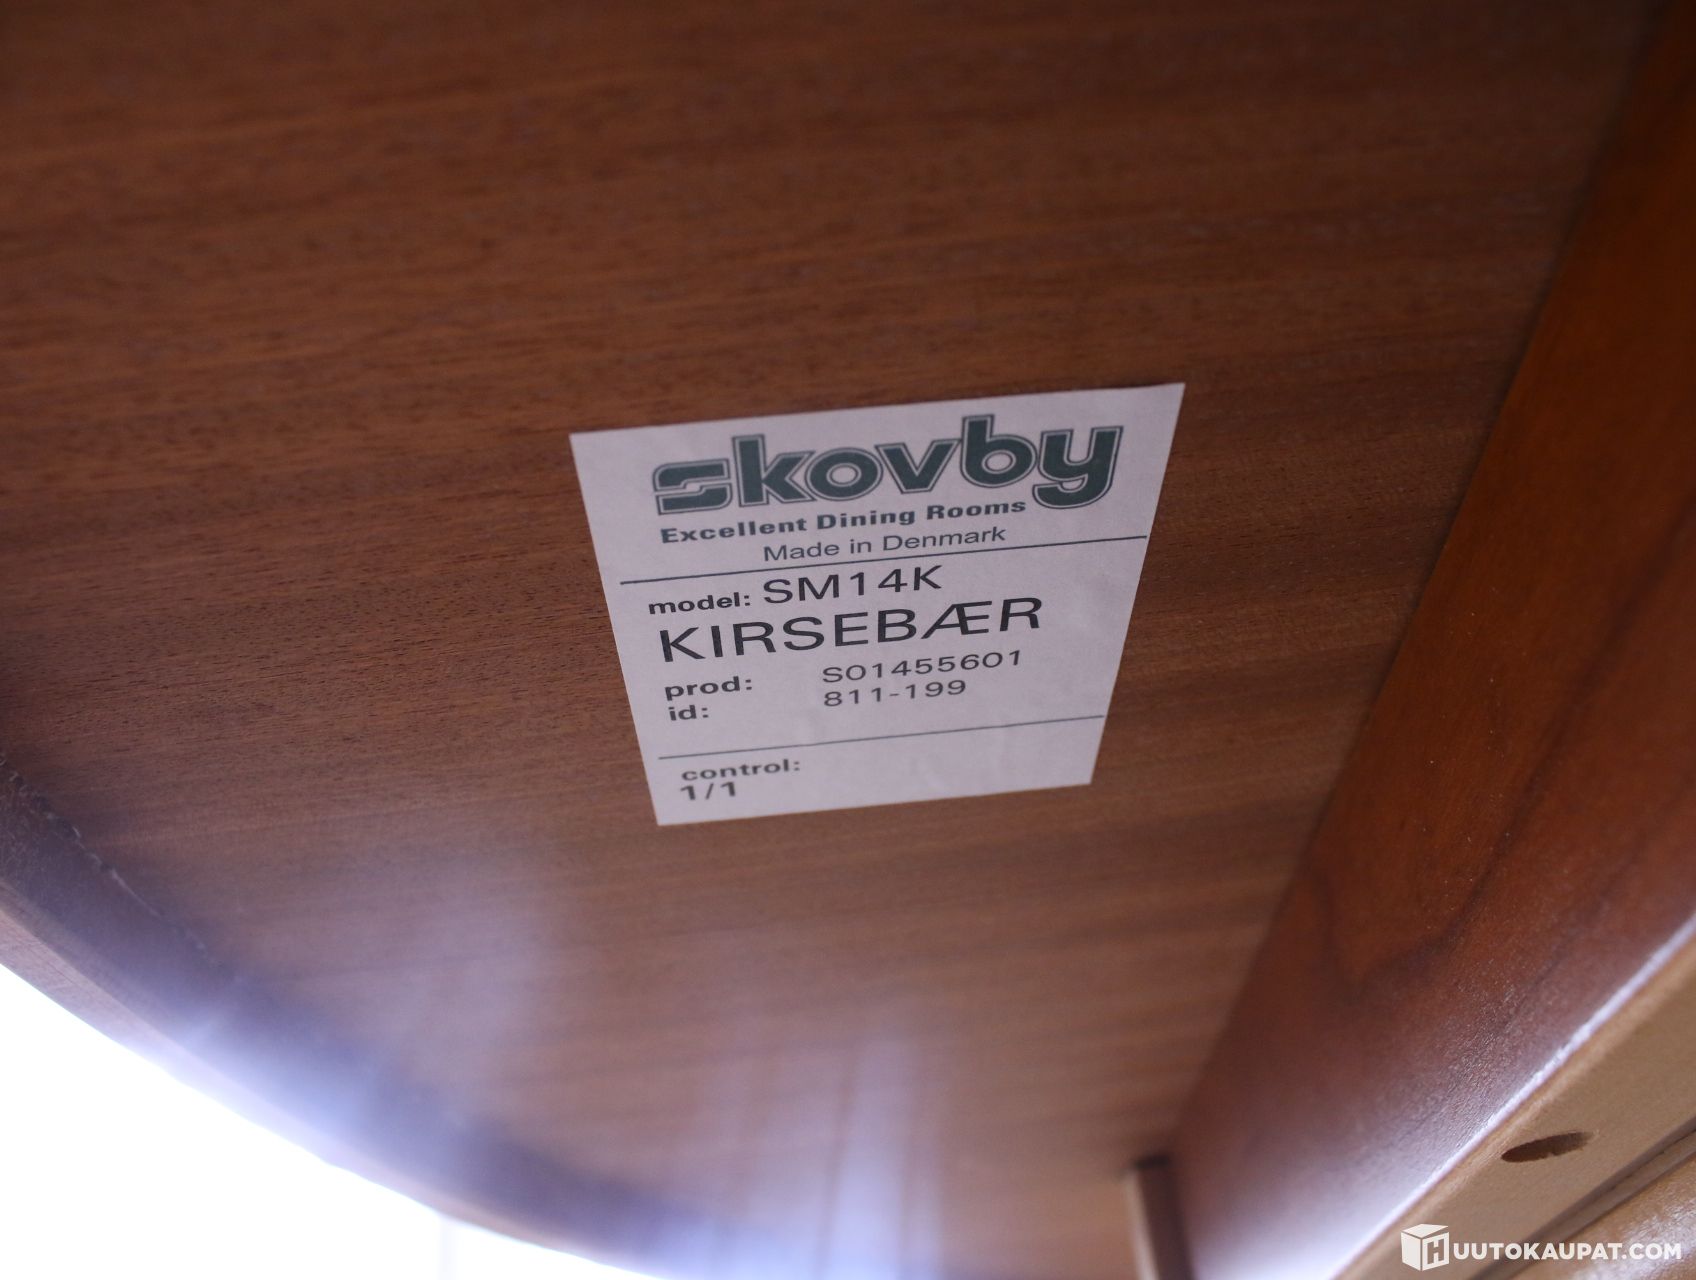 skovby
Excellent Dining Rooms
Made in Denmark
model: SM14K
KIRSEBÆR
prod: S01455601
id: 811-199
control:
1/1
HUUTOKAUPAT.COM